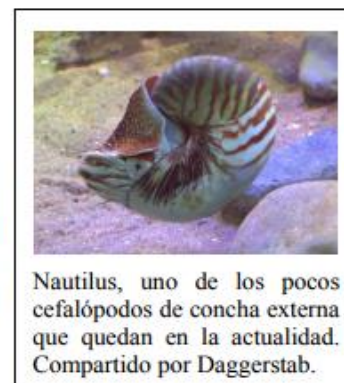 Nautilus, uno de los pocos
cefalópodos de concha externa
que quedan en la actualidad.
Compartido por Daggerstab.